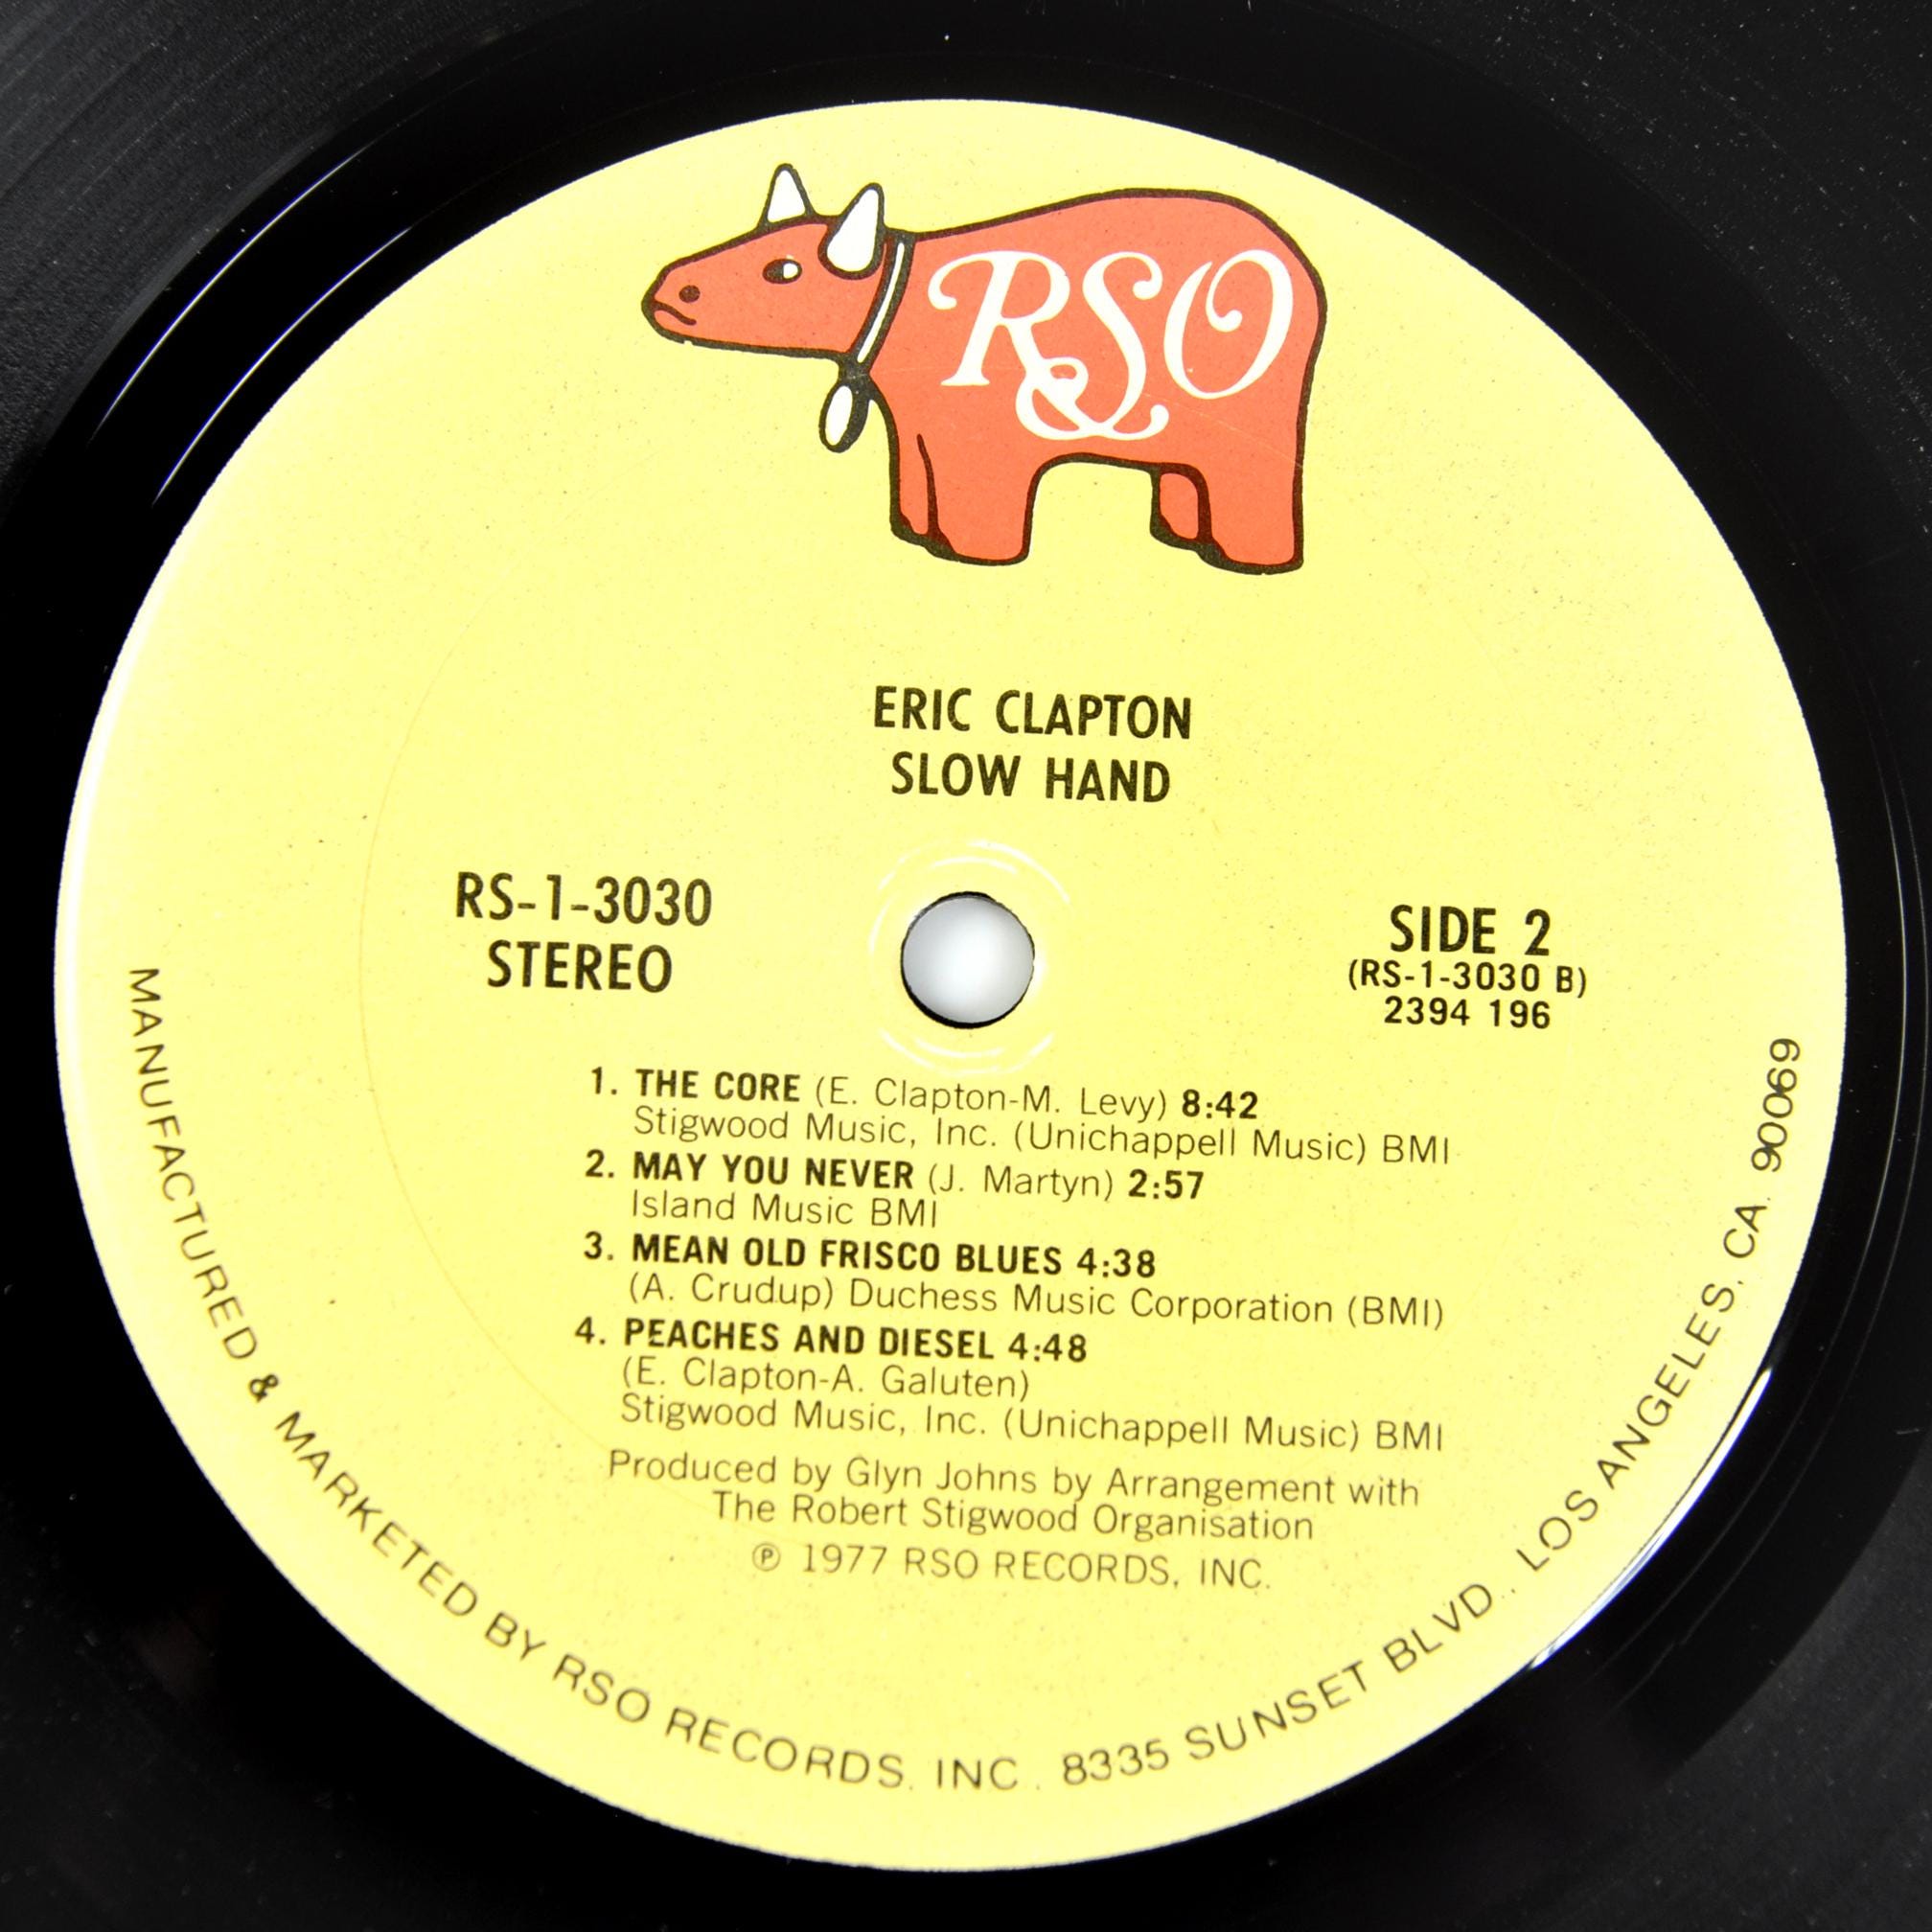 RSO
ERIC CLAPTON
SLOW HAND
RS-1-3030
STEREO
SIDE 2
(RS-1-3030 B)
2394 196
1. THE CORE (E. Clapton-M. Levy) 8:42
Stigwood Music, Inc. (Unichappell Music) BMI
2. MAY YOU NEVER (J. Martyn) 2:57
Island Music BMI
3. MEAN OLD FRISCO BLUES 4:38
(A. Crudup) Duchess Music Corporation (BMI)
4. PEACHES AND DIESEL 4:48
(E. Clapton-A. Galuten)
Stigwood Music, Inc. (Unichappell Music) BMI
Produced by Glyn Johns by Arrangement with
The Robert Stigwood Organisation
℗ 1977 RSO RECORDS, INC.
MANUFACTURED & MARKETED BY RSO RECORDS, INC., 8335 SUNSET BLVD., LOS ANGELES, CA. 90069